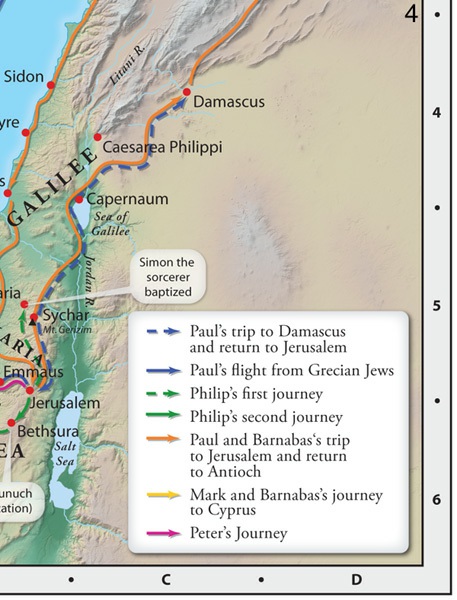 4
Sidon
Litani R.
Damascus
4
yre
Caesarea Philippi
GALILEE
s
Capernaum
Sea of
Galilee
Jordan R.
Simon the
sorcerer
baptized
aria
5
Sychar
Mt. Gerizim
ARIA
Emmaus
Jerusalem
Bethsura
EA
Salt
Sea
unuch
ation)
Paul's trip to Damascus
and return to Jerusalem
Paul's flight from Grecian Jews
Philip's first journey
Philip's second journey
Paul and Barnabas‘s trip
to Jerusalem and return
to Antioch
Mark and Barnabas's journey
to Cyprus
Peter's Journey
6
C
D